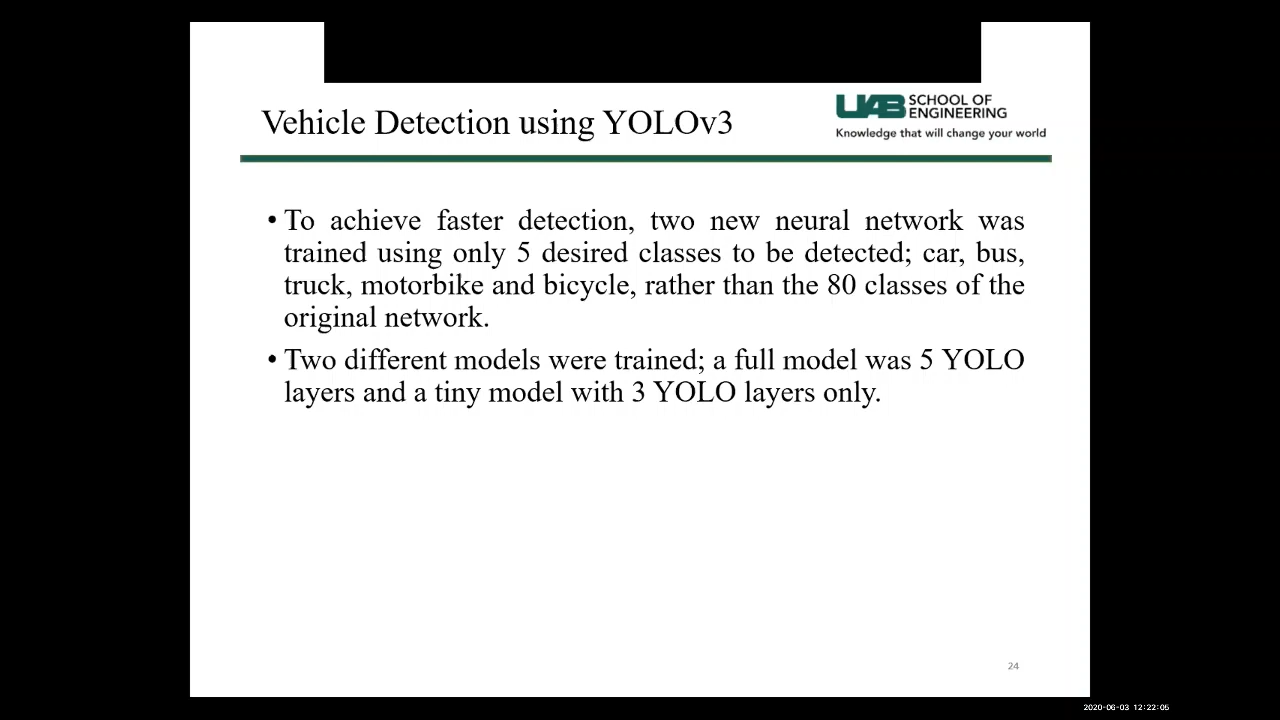 Vehicle Detection using YOLOv3
UAB SCHOOL OF
ENGINEERING
Knowledge that will change your world
• To achieve faster detection, two new neural network was
trained using only 5 desired classes to be detected; car, bus,
truck, motorbike and bicycle, rather than the 80 classes of the
original network.
• Two different models were trained; a full model was 5 YOLO
layers and a tiny model with 3 YOLO layers only.
24
2020-06-03 12:22:05